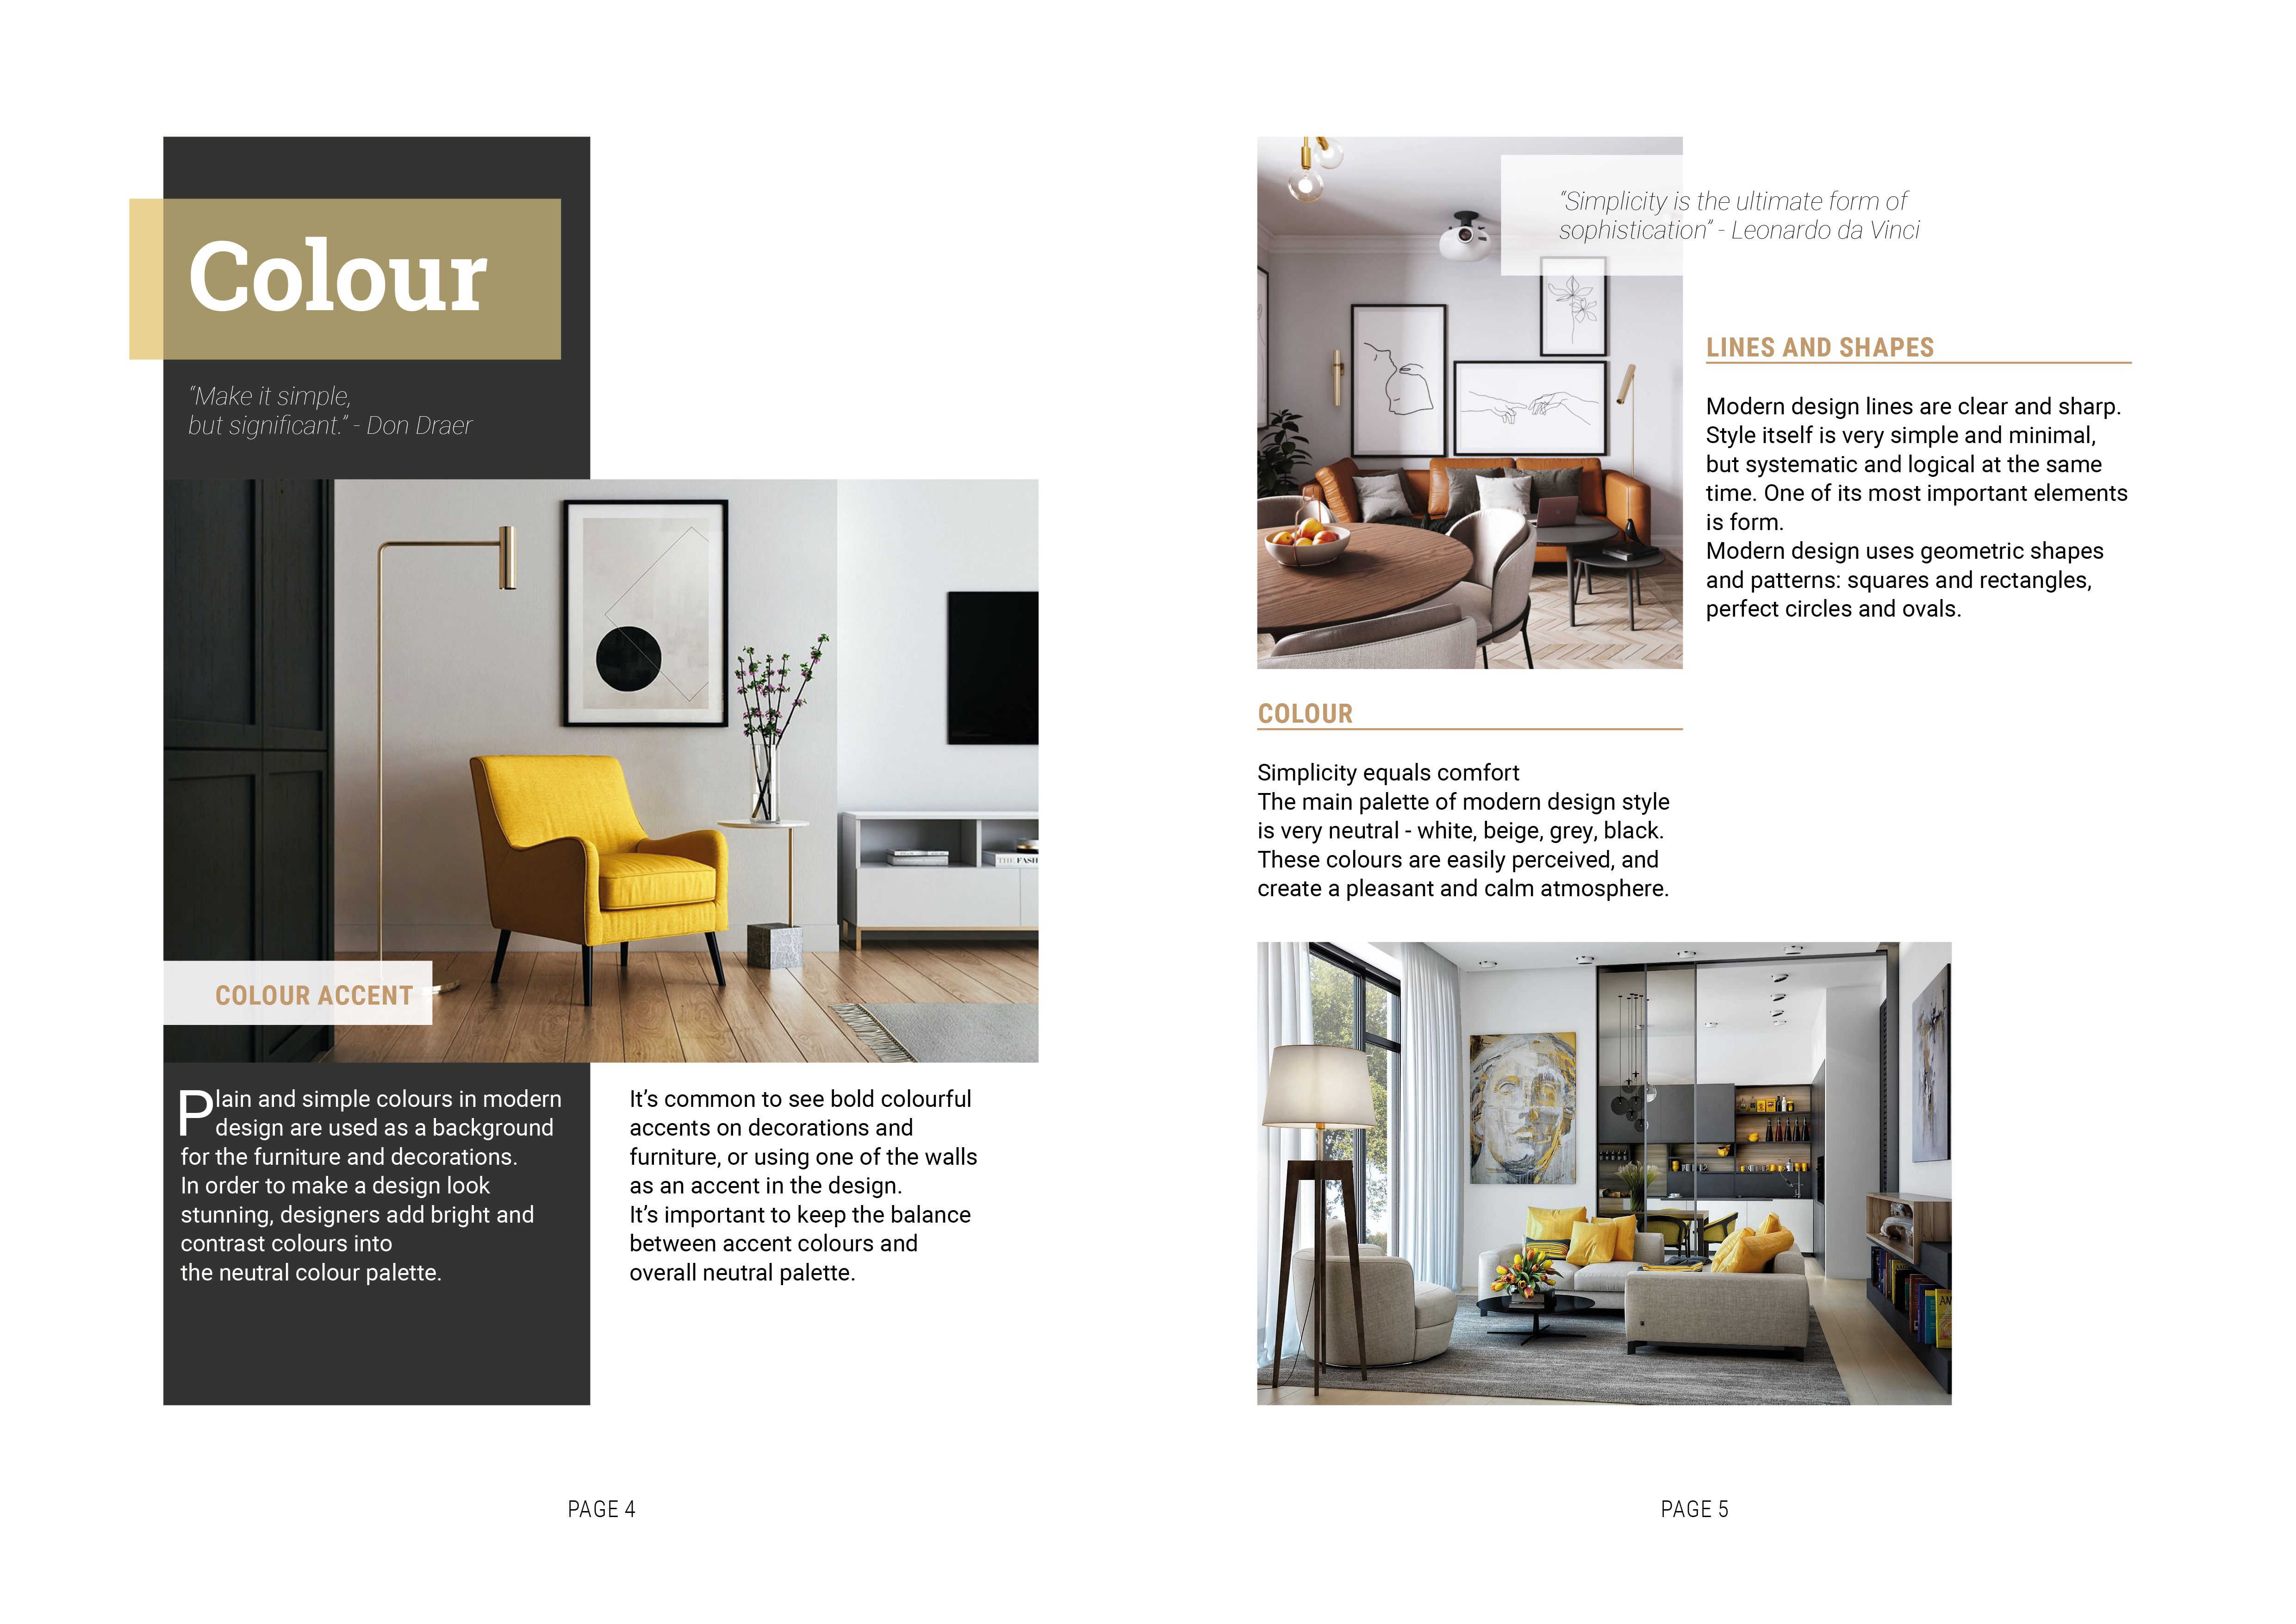 Colour
“Make it simple,
but significant.” - Don Draer
COLOUR ACCENT
Plain and simple colours in modern
design are used as a background
for the furniture and decorations.
In order to make a design look
stunning, designers add bright and
contrast colours into
the neutral colour palette.
It’s common to see bold colourful
accents on decorations and
furniture, or using one of the walls
as an accent in the design.
It’s important to keep the balance
between accent colours and
overall neutral palette.
THE FASH
PAGE 4
“Simplicity is the ultimate form of
sophistication” - Leonardo da Vinci
LINES AND SHAPES
Modern design lines are clear and sharp.
Style itself is very simple and minimal,
but systematic and logical at the same
time. One of its most important elements
is form.
Modern design uses geometric shapes
and patterns: squares and rectangles,
perfect circles and ovals.
COLOUR
Simplicity equals comfort
The main palette of modern design style
is very neutral - white, beige, grey, black.
These colours are easily perceived, and
create a pleasant and calm atmosphere.
PAGE 5